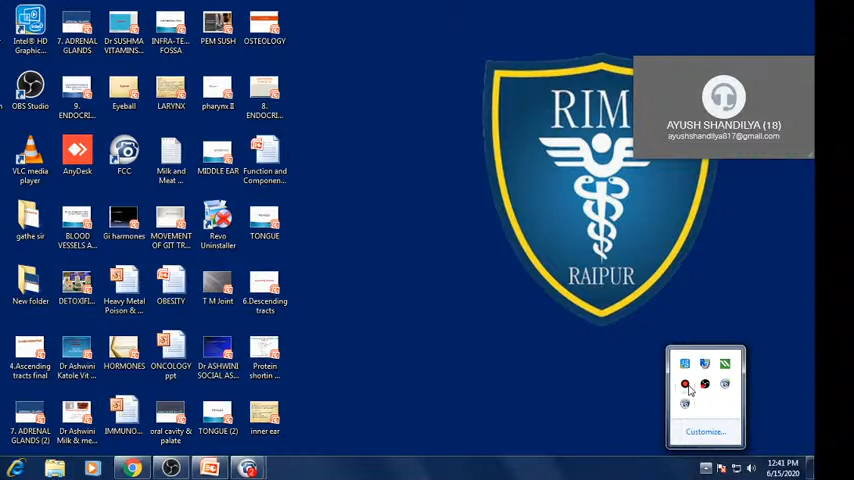 Intel® HD
Graphic...
7. ADRENAL
GLANDS
Dr SUSHMA
VITAMINS...
INFRA-TE...
FOSSA
PEM SUSH
OSTEOLOGY
OBS Studio
9.
ENDOCRI...
Eyeball
LARYNX
pharynx II
8.
ENDOCRI...
VLC media
player
AnyDesk
FCC
Milk and
Meat ...
MIDDLE EAR
Function and
Componen...
gathe sir
BLOOD
VESSELS A...
Gi harmones
MOVEMENT
OF GIT TR...
Revo
Uninstaller
TONGUE
New folder
DETOXIFI...
Heavy Metal
Poison & ...
OBESITY
T M Joint
6.Descending
tracts
4.Ascending
tracts final
Dr Ashwini
Katole Vit ...
HORMONES
ONCOLOGY
ppt
Dr ASHWINI
SOCIAL AS...
Protein
shortin ...
7. ADRENAL
GLANDS (2)
Dr Ashwini
Milk & me...
IMMUNO...
oral cavity &
palate
TONGUE (2)
inner ear
RIM
RAIPUR
AYUSH SHANDILYA (18)
ayushshandilya817@gmail.com
Customize...
12:41 PM
6/15/2020